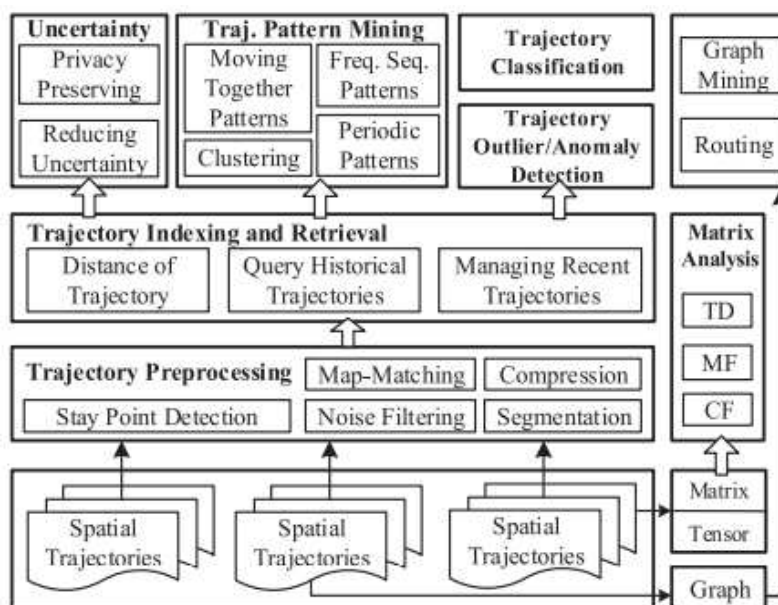 Uncertainty
Privacy
Preserving
Reducing
Uncertainty
Traj. Pattern Mining
Moving
Together
Patterns
Clustering
Freq. Seq.
Patterns
Periodic
Patterns
Trajectory
Classification
Trajectory
Outlier/Anomaly
Detection
Graph
Mining
Routing
Trajectory Indexing and Retrieval
Distance of
Trajectory
Query Historical
Trajectories
Managing Recent
Trajectories
Matrix
Analysis
TD
MF
CF
Trajectory Preprocessing
Map-Matching
Compression
Stay Point Detection
Noise Filtering
Segmentation
Spatial
Trajectories
Spatial
Trajectories
Spatial
Trajectories
Matrix
Tensor
Graph